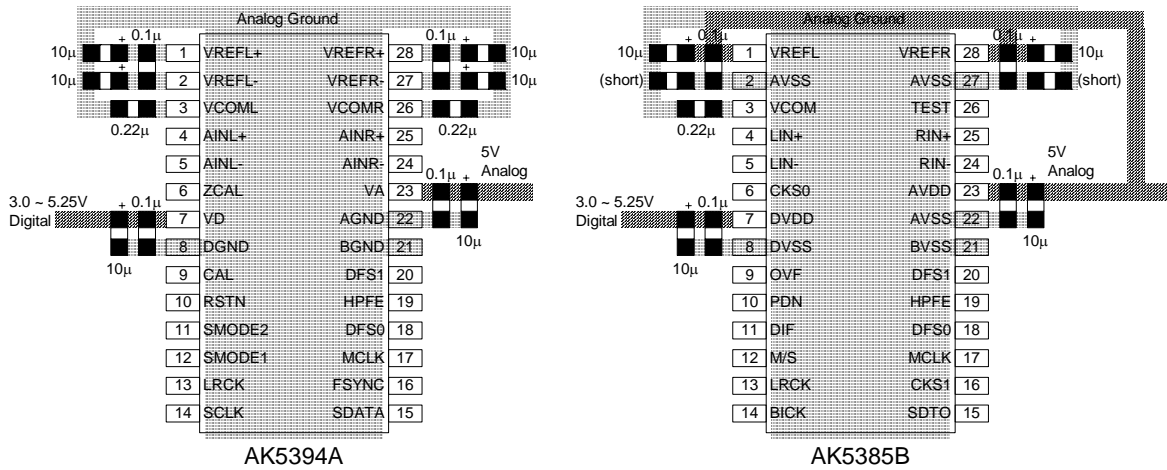 Analog Ground
10µ + 0.1µ 1 VREFL+ VREFR+ 28 0.1µ + 10µ
10µ + 2 VREFL- VREFR- 27 + 10µ
3 VCOML VCOMR 26
0.22µ 4 AINL+ AINR+ 25 0.22µ
5 AINL- AINR- 24 5V
6 ZCAL VA 23 0.1µ + Analog
3.0 ~ 5.25V + 0.1µ
Digital 7 VD AGND 22
8 DGND BGND 21 10µ
10µ 9 CAL DFS1 20
10 RSTN HPFE 19
11 SMODE2 DFS0 18
12 SMODE1 MCLK 17
13 LRCK FSYNC 16
14 SCLK SDATA 15
AK5394A
Analog Ground
10µ + 0.1µ 1 VREFL VREFR 28 0.1µ + 10µ
(short) 2 AVSS AVSS 27 (short)
3 VCOM TEST 26
0.22µ 4 LIN+ RIN+ 25
5 LIN- RIN- 24 5V
6 CKS0 AVDD 23 0.1µ + Analog
3.0 ~ 5.25V + 0.1µ
Digital 7 DVDD AVSS 22
8 DVSS BVSS 21 10µ
10µ 9 OVF DFS1 20
10 PDN HPFE 19
11 DIF DFS0 18
12 M/S MCLK 17
13 LRCK CKS1 16
14 BICK SDTO 15
AK5385B